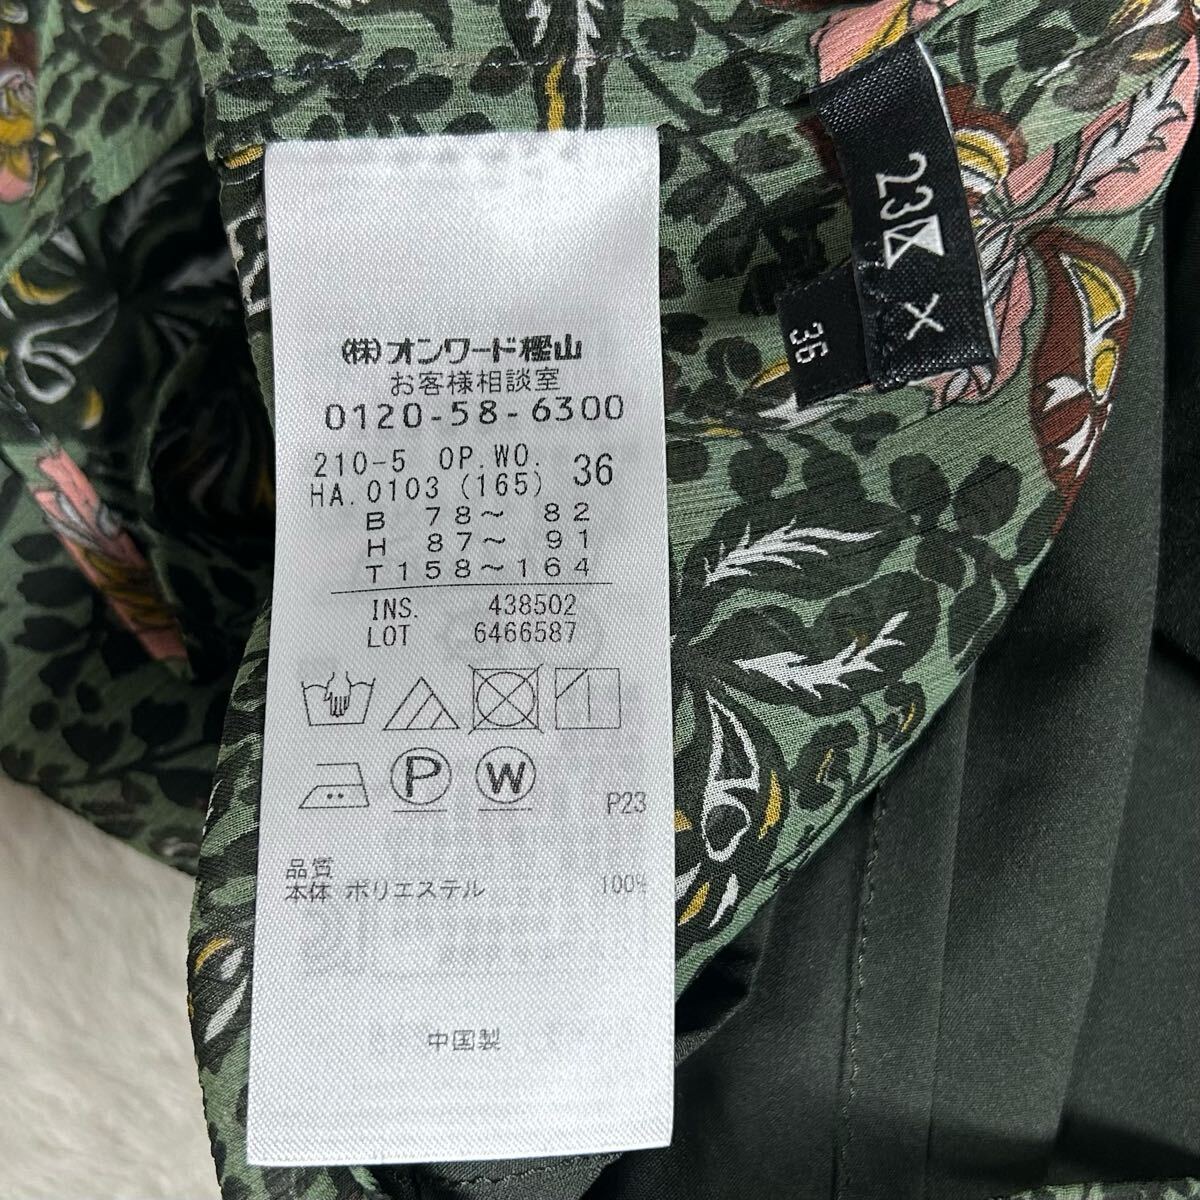 (株)オンワード樫山
お客様相談室
0120-58-6300
210-5 OP.WO. 36
HA.0103 (165)
B 78～ 82
H 87～ 91
T158～164
INS. 438502
LOT 6466587
P
W
P23
品質
本体 ポリエステル 100%
中国製
23区
36